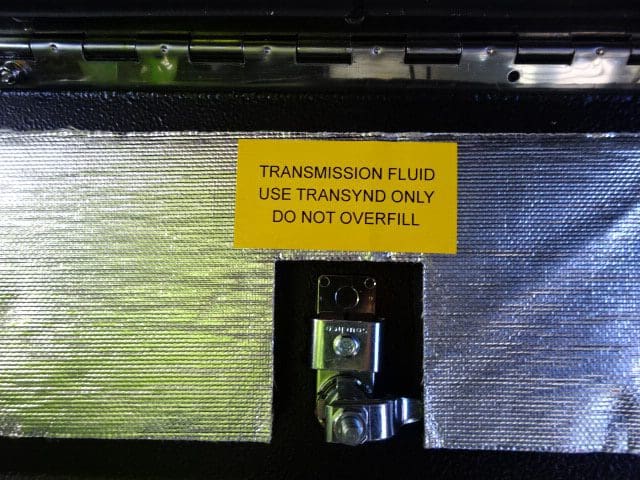 TRANSMISSION FLUID
USE TRANSYND ONLY
DO NOT OVERFILL